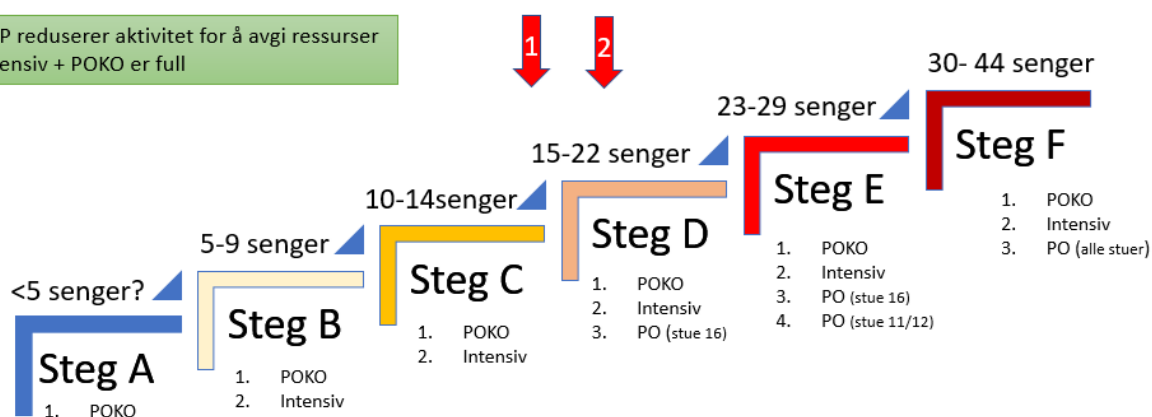 P reduserer aktivitet for å avgi ressurser
ensiv + POKO er full
1
2
30- 44 senger
Steg F
1. POKO
2. Intensiv
3. PO (alle stuer)
23-29 senger
Steg E
1. POKO
2. Intensiv
3. PO (stue 16)
4. PO (stue 11/12)
15-22 senger
Steg D
1. POKO
2. Intensiv
3. PO (stue 16)
10-14senger
Steg C
1. POKO
2. Intensiv
5-9 senger
Steg B
1. POKO
2. Intensiv
<5 senger?
Steg A
1. POKO